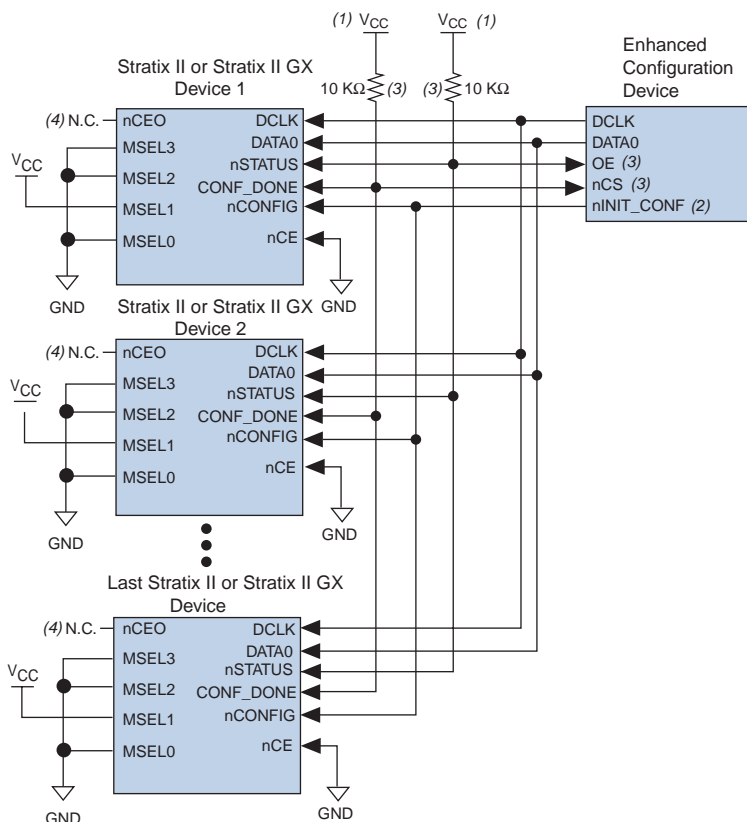 (1) VCC
VCC (1)
Stratix II or Stratix II GX
Device 1
10 KΩ (3)
(3) 10 KΩ
Enhanced
Configuration
Device
(4) N.C.
nCEO
MSEL3
MSEL2
MSEL1
MSEL0
VCC
GND
DCLK
DATA0
nSTATUS
CONF_DONE
nCONFIG
nCE
GND
DCLK
DATA0
OE (3)
nCS (3)
nINIT_CONF (2)
Stratix II or Stratix II GX
Device 2
(4) N.C.
nCEO
MSEL3
MSEL2
MSEL1
MSEL0
VCC
GND
DCLK
DATA0
nSTATUS
CONF_DONE
nCONFIG
nCE
GND
Last Stratix II or Stratix II GX
Device
(4) N.C.
nCEO
MSEL3
MSEL2
MSEL1
MSEL0
VCC
GND
DCLK
DATA0
nSTATUS
CONF_DONE
nCONFIG
nCE
GND